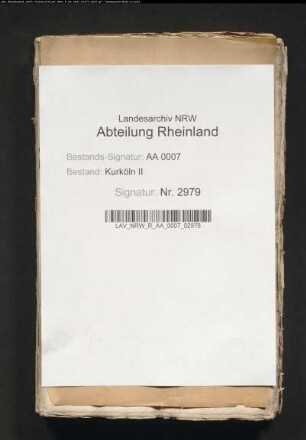 Landesarchiv NRW
Abteilung Rheinland
Bestands-Signatur: AA 0007
Bestand: Kurköln II
Signatur: Nr. 2979
LAV_NRW_R_AA_0007_02979